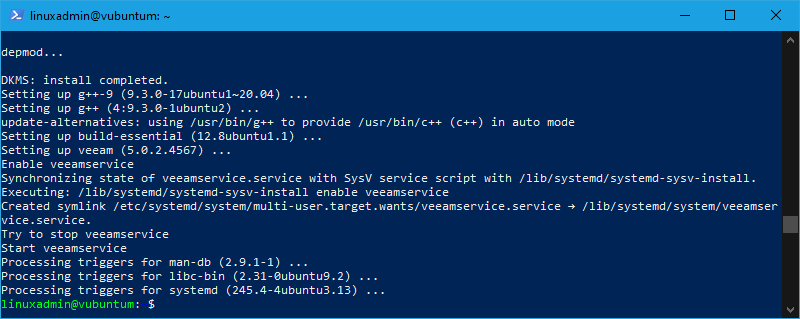 linuxadmin@vubuntum: ~
depmod...
DKMS: install completed.
Setting up g++-9 (9.3.0-17ubuntu1~20.04) ...
Setting up g++ (4:9.3.0-1ubuntu2) ...
update-alternatives: using /usr/bin/g++ to provide /usr/bin/c++ (c++) in auto mode
Setting up build-essential (12.8ubuntu1.1) ...
Setting up veeam (5.0.2.4567) ...
Enable veeamservice
Synchronizing state of veeamservice.service with SysV service script with /lib/systemd/systemd-sysv-install.
Executing: /lib/systemd/systemd-sysv-install enable veeamservice
Created symlink /etc/systemd/system/multi-user.target.wants/veeamservice.service → /lib/systemd/system/veeamser
vice.service.
Try to stop veeamservice
Start veeamservice
Processing triggers for man-db (2.9.1-1) ...
Processing triggers for libc-bin (2.31-0ubuntu9.2) ...
Processing triggers for systemd (245.4-4ubuntu3.13) ...
linuxadmin@vubuntum: $